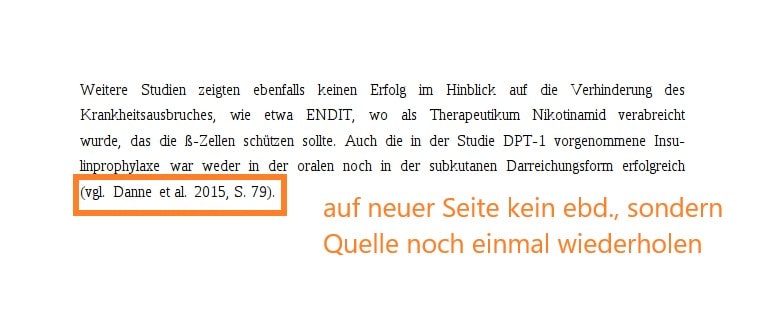 Weitere Studien zeigten ebenfalls keinen Erfolg im Hinblick auf die Verhinderung des
Krankheitsausbruches, wie etwa ENDIT, wo als Therapeutikum Nikotinamid verabreicht
wurde, das die ß-Zellen schützen sollte. Auch die in der Studie DPT-1 vorgenommene Insu-
linprophylaxe war weder in der oralen noch in der subkutanen Darreichungsform erfolgreich
(vgl. Danne et al. 2015, S. 79).
auf neuer Seite kein ebd., sondern
Quelle noch einmal wiederholen